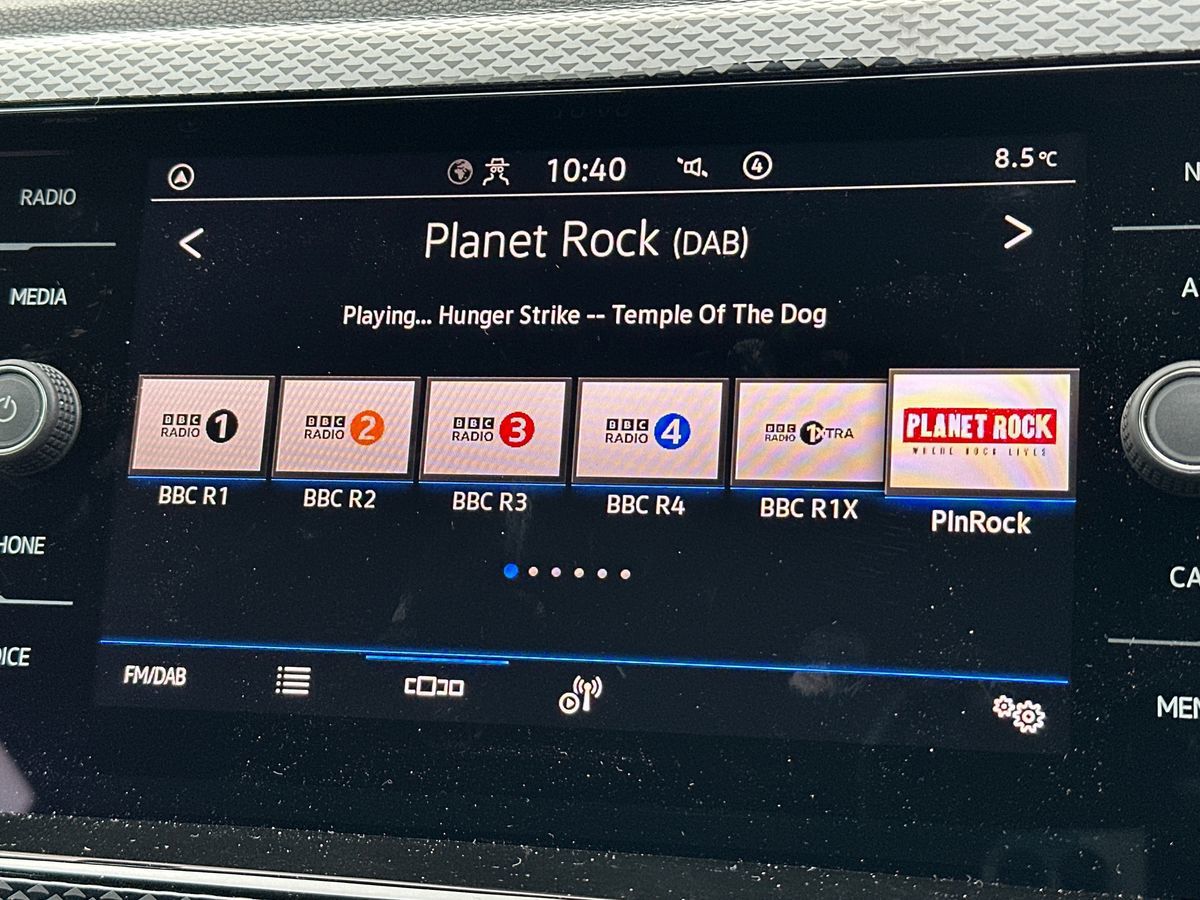 10:40
4
8.5°C
RADIO
MEDIA
HONE
OICE
< Planet Rock (DAB) >
Playing... Hunger Strike -- Temple Of The Dog
BBC RADIO 1
BBC RADIO 2
BBC RADIO 3
BBC RADIO 4
BBC RADIO 1XTRA
PLANET ROCK
WHERE ROCK LIVES
BBC R1
BBC R2
BBC R3
BBC R4
BBC R1X
PlnRock
FM/DAB
N
A
CA
MEN